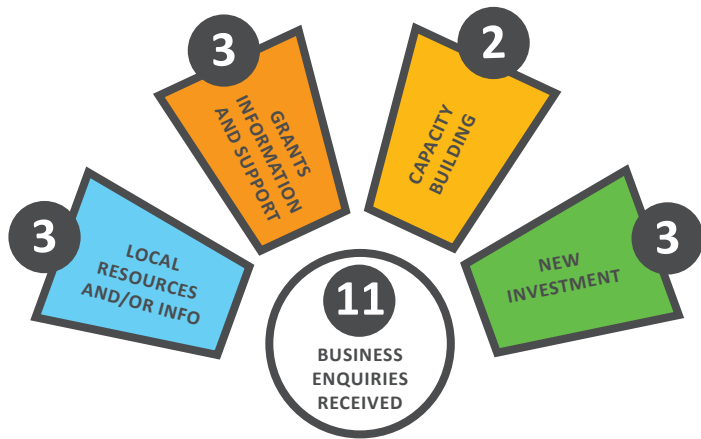 3
LOCAL
RESOURCES
AND/OR INFO
3
GRANTS
INFORMATION
AND SUPPORT
2
CAPACITY
BUILDING
3
NEW
INVESTMENT
11
BUSINESS
ENQUIRIES
RECEIVED